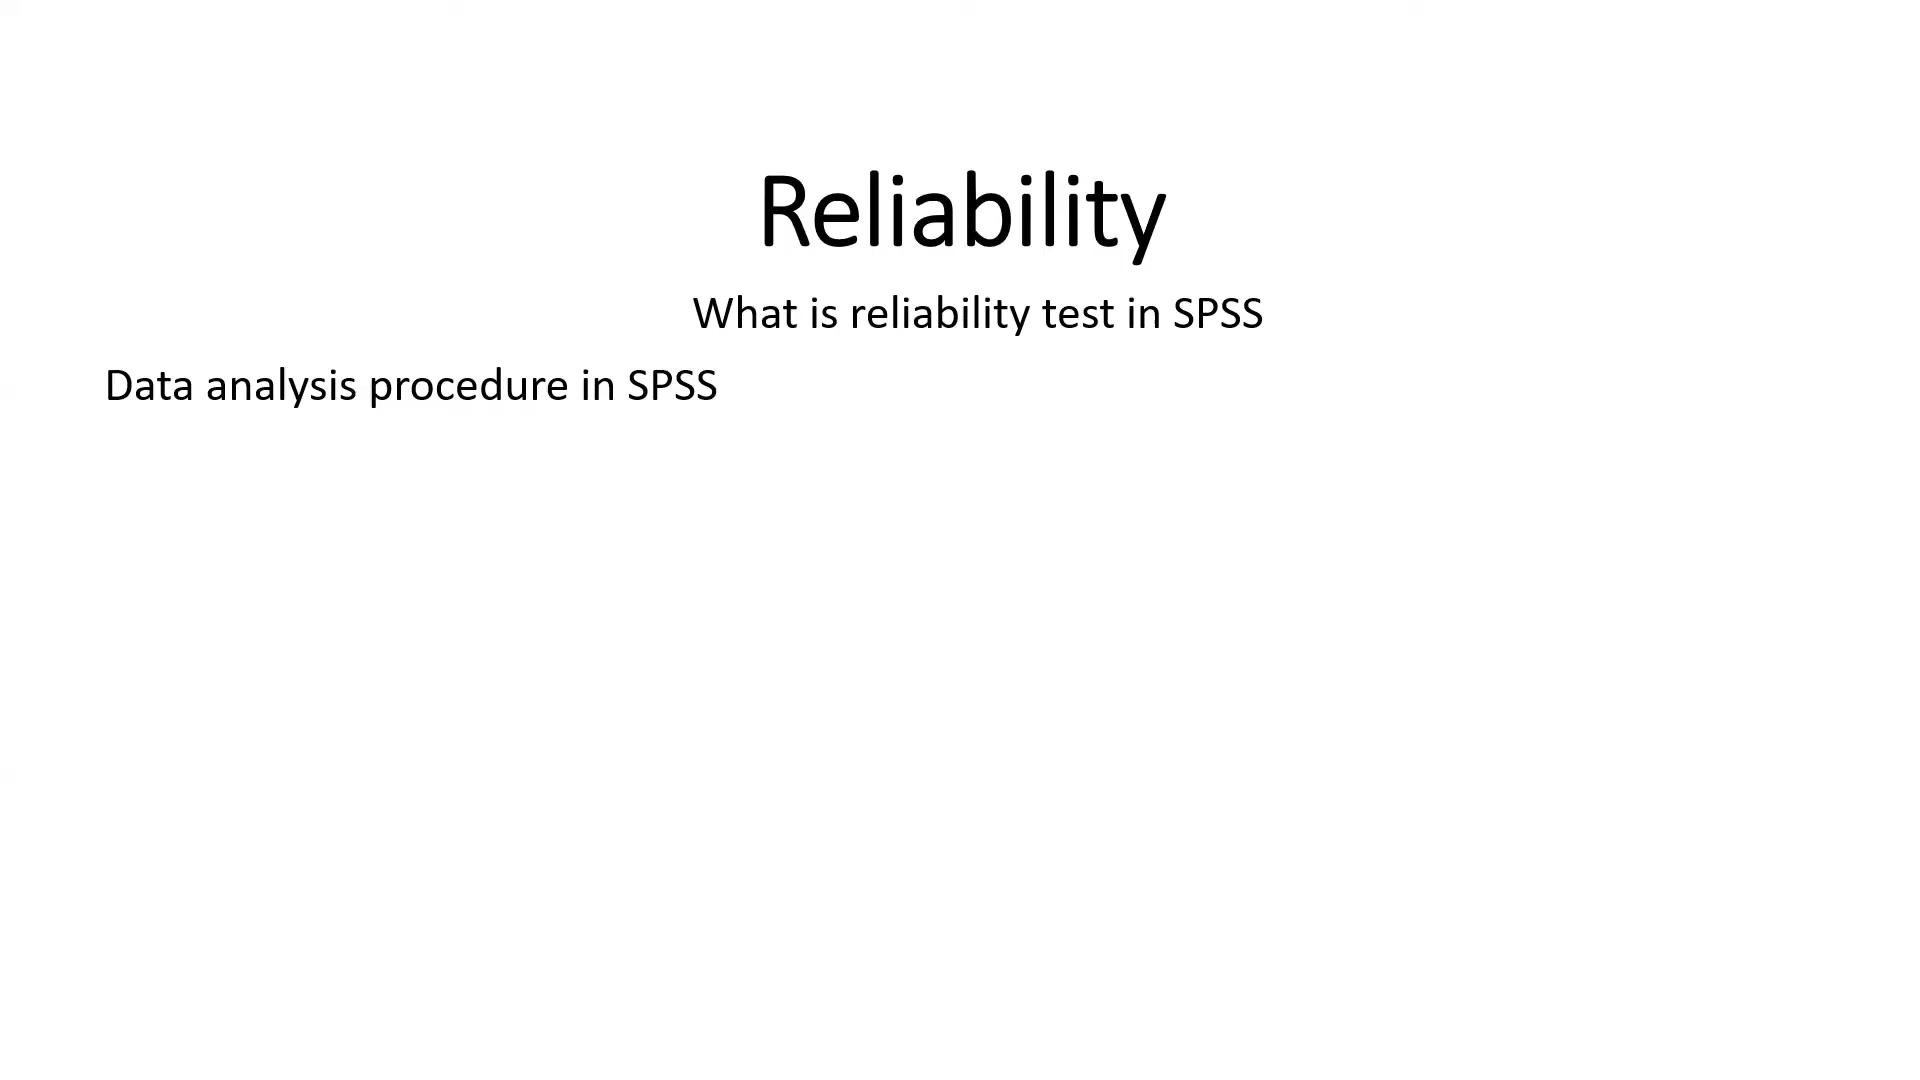 Reliability
What is reliability test in SPSS
Data analysis procedure in SPSS